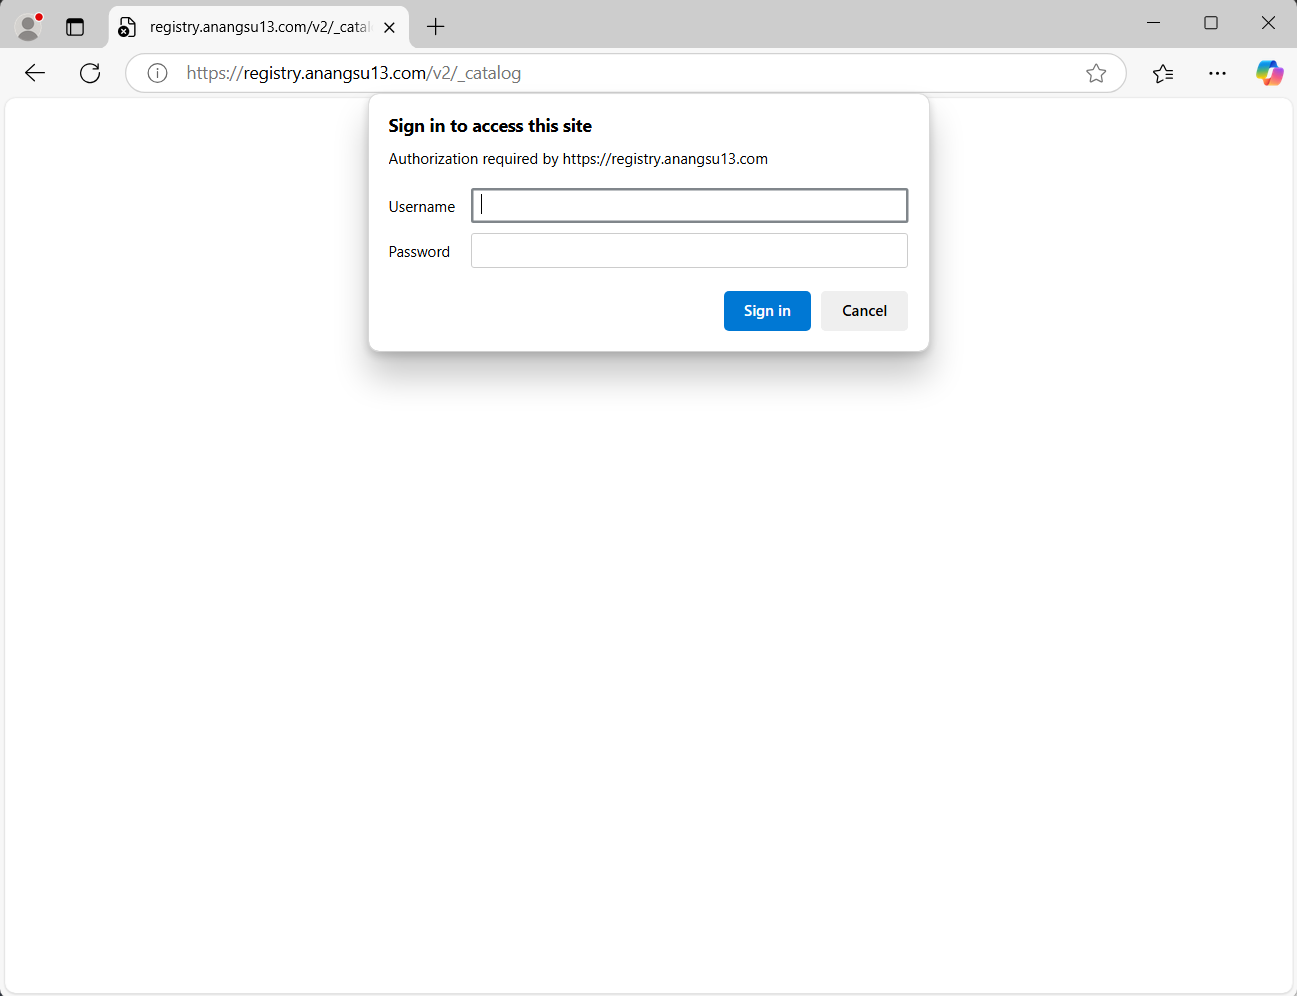 registry.anangsu13.com/v2/_cata
https://registry.anangsu13.com/v2/_catalog
Sign in to access this site
Authorization required by https://registry.anangsu13.com
Username
Password
Sign in
Cancel